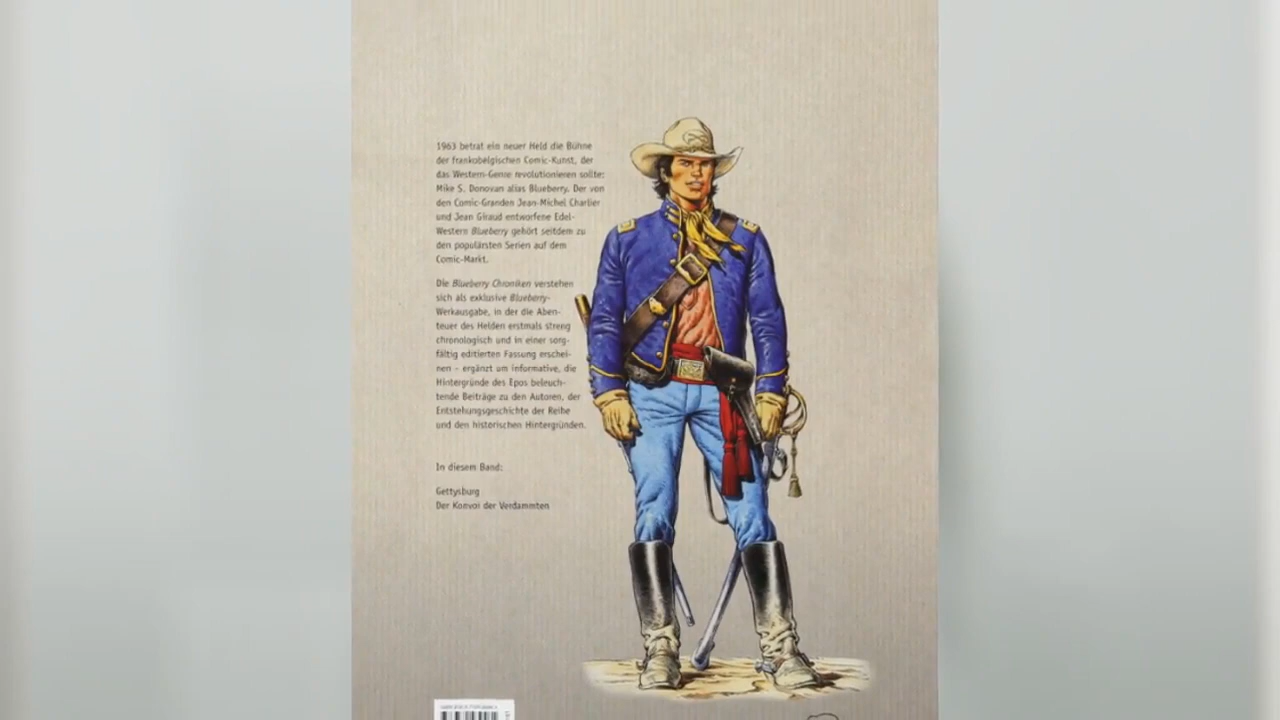 1963 betrat ein neuer Held die Bühne
der frankobelgischen Comic-Kunst, der
das Western-Genre revolutionieren sollte:
Mike S. Donovan alias Blueberry. Der von
den Comic-Granden Jean-Michel Charlier
und Jean Giraud entworfene Edel-
Western Blueberry gehört seitdem zu
den populärsten Serien auf dem
Comic-Markt.
Die Blueberry Chroniken verstehen
sich als exklusive Blueberry-
Werkausgabe, in der die Aben-
teuer des Helden erstmals streng
chronologisch und in einer sorg-
fältig editierten Fassung erschei-
nen – ergänzt um informative, die
Hintergründe des Epos beleuch-
tende Beiträge zu den Autoren, der
Entstehungsgeschichte der Reihe
und den historischen Hintergründen.
In diesem Band:
Gettysburg
Der Konvoi der Verdammten